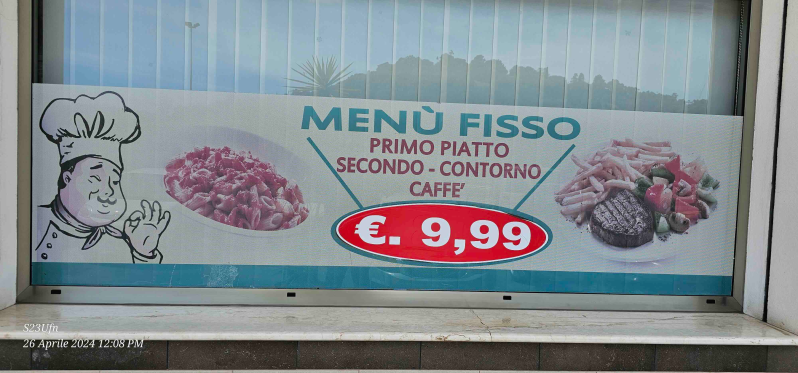 MENÙ FISSO
PRIMO PIATTO
SECONDO - CONTORNO
CAFFE'
€. 9,99
S23Ufn
26 Aprile 2024 12:08 PM